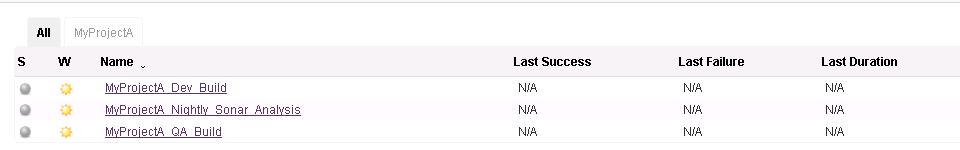 All MyProjectA
S W Name Last Success Last Failure Last Duration
MyProjectA_Dev_Build N/A N/A N/A
MyProjectA_Nightly_Sonar_Analysis N/A N/A N/A
MyProjectA_QA_Build N/A N/A N/A